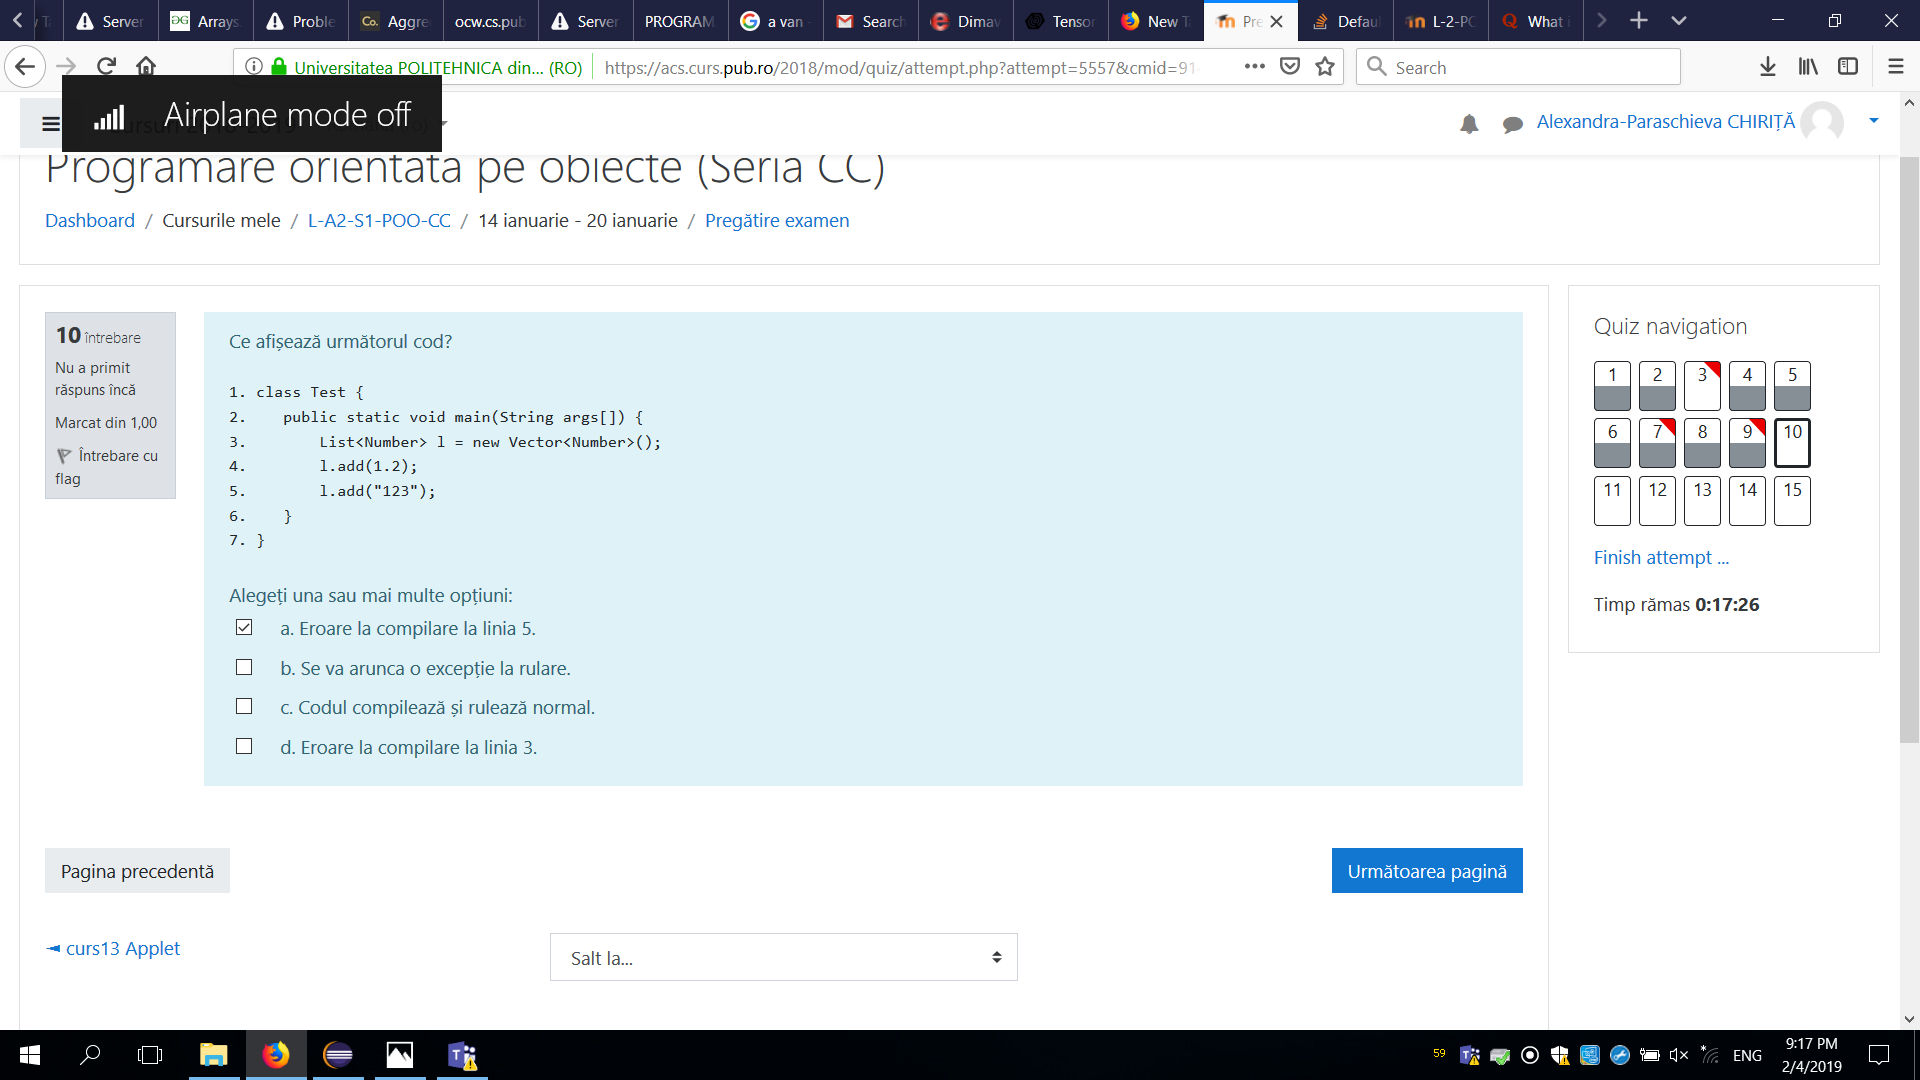 Server
Arrays
Proble
Aggre
ocw.cs.pub
Server
PROGRAM
a van
Search
Dimav
Tensor
New T
Pre
Defaul
L-2-PO
What i
Universitatea POLITEHNICA din... (RO)
https://acs.curs.pub.ro/2018/mod/quiz/attempt.php?attempt=5557&cmid=91
Search
Airplane mode off
Alexandra-Paraschieva CHIRIȚĂ
Programare orientata pe obiecte (Seria CC)
Dashboard / Cursurile mele / L-A2-S1-POO-CC / 14 ianuarie - 20 ianuarie / Pregătire examen
10 întrebare
Nu a primit
răspuns încă
Marcat din 1,00
Întrebare cu
flag
Ce afișează următorul cod?
1. class Test {
2. public static void main(String args[]) {
3. List<Number> l = new Vector<Number>();
4. l.add(1.2);
5. l.add("123");
6. }
7. }
Alegeți una sau mai multe opțiuni:
a. Eroare la compilare la linia 5.
b. Se va arunca o excepție la rulare.
c. Codul compilează și rulează normal.
d. Eroare la compilare la linia 3.
Pagina precedentă
Următoarea pagină
◄ curs13 Applet
Salt la...
Quiz navigation
1 2 3 4 5
6 7 8 9 10
11 12 13 14 15
Finish attempt ...
Timp rămas 0:17:26
59
ENG
9:17 PM
2/4/2019